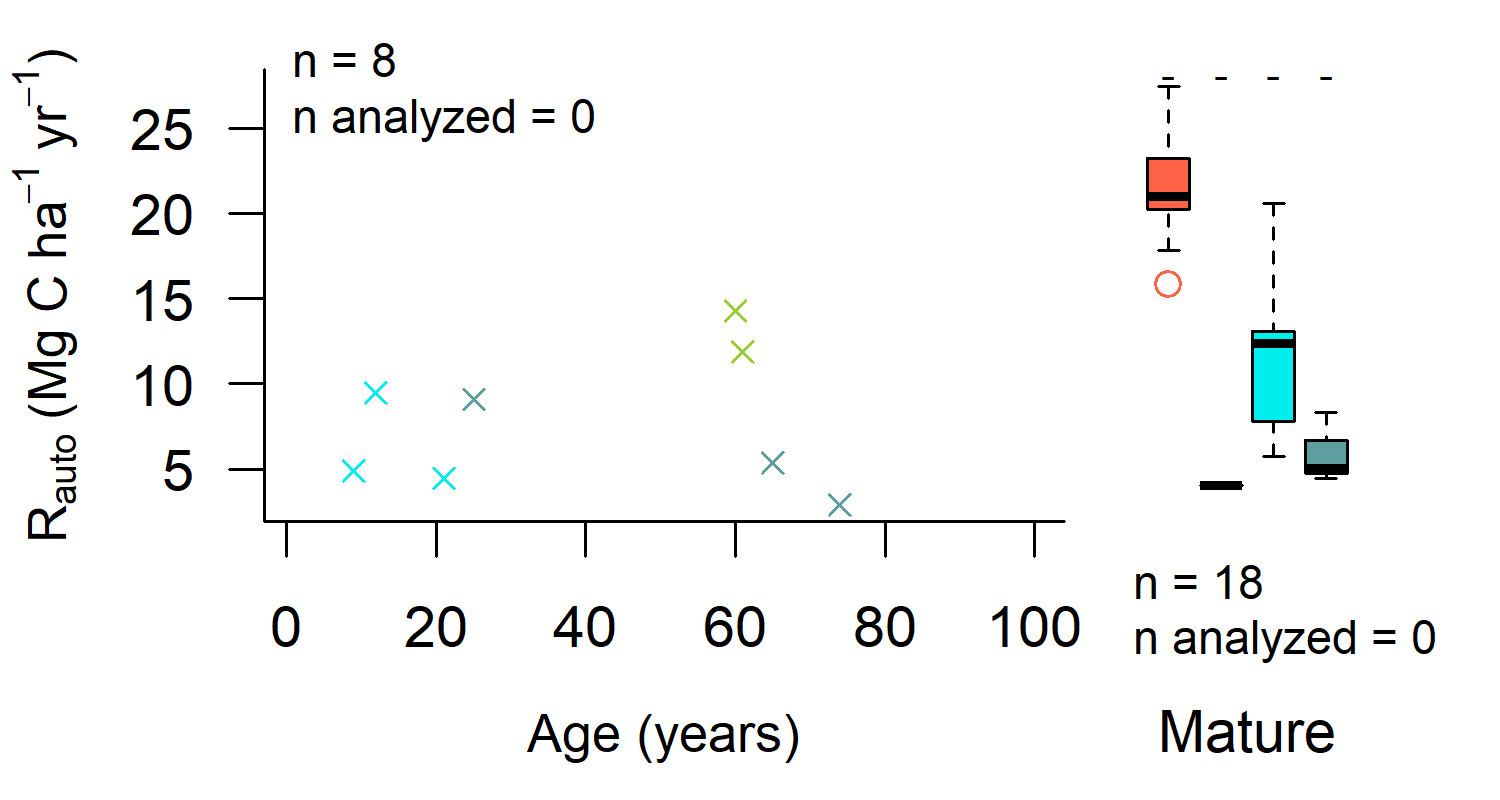 n = 8
n analyzed = 0
R_auto (Mg C ha⁻¹ yr⁻¹)
25
20
15
10
5
0 20 40 60 80 100
Age (years)
- - - -
n = 18
n analyzed = 0
Mature